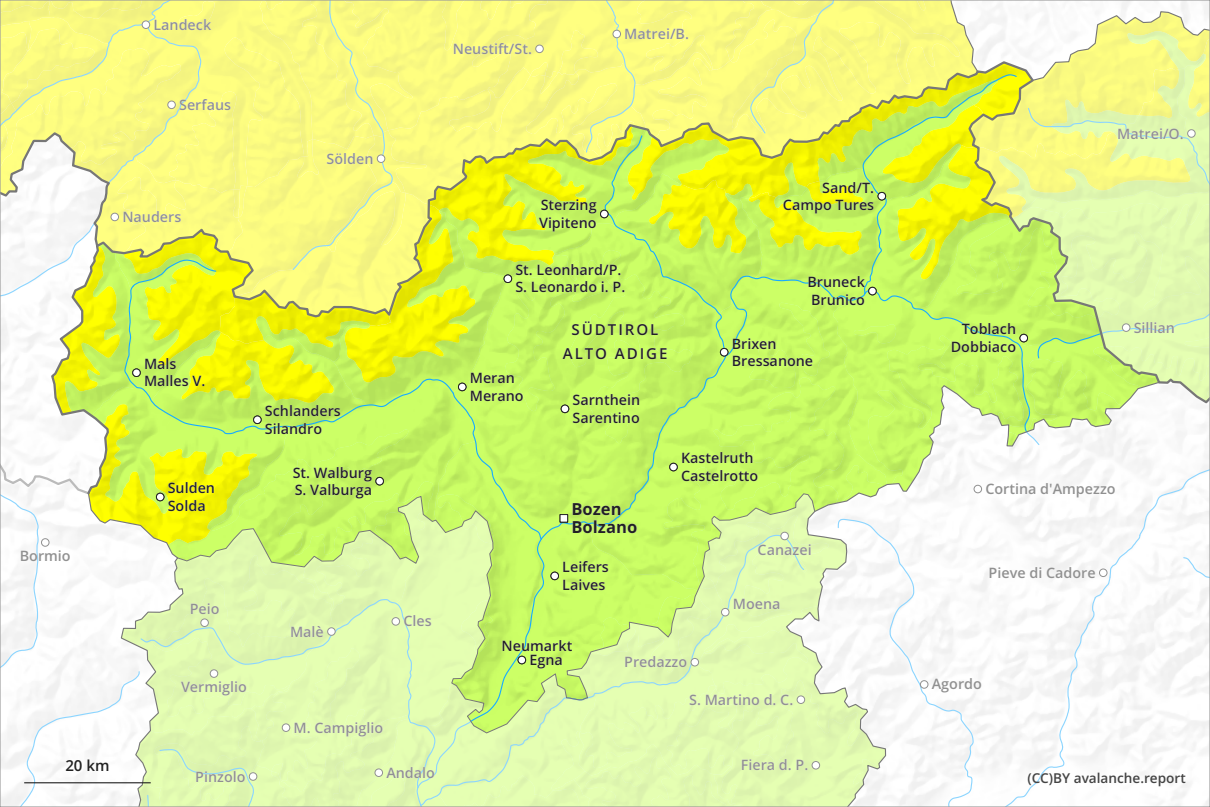 Landeck
Matrei/B.
Neustift/St.
Serfaus
Matrei/O.
Sölden
Sand/T.
Campo Tures
Sterzing
Vipiteno
Nauders
St. Leonhard/P.
S. Leonardo i. P.
Bruneck
Brunico
SÜDTIROL
ALTO ADIGE
Toblach
Dobbiaco
Sillian
Brixen
Bressanone
Mals
Malles V.
Meran
Merano
Sarnthein
Sarentino
Schlanders
Silandro
Kastelruth
Castelrotto
St. Walburg
S. Valburga
Sulden
Solda
Cortina d'Ampezzo
Bozen
Bolzano
Bormio
Canazei
Leifers
Laives
Pieve di Cadore
Peio
Moena
Malè
Cles
Neumarkt
Egna
Predazzo
Vermiglio
Agordo
S. Martino d. C.
M. Campiglio
20 km
Pinzolo
Andalo
Fiera d. P.
(CC)BY avalanche.report